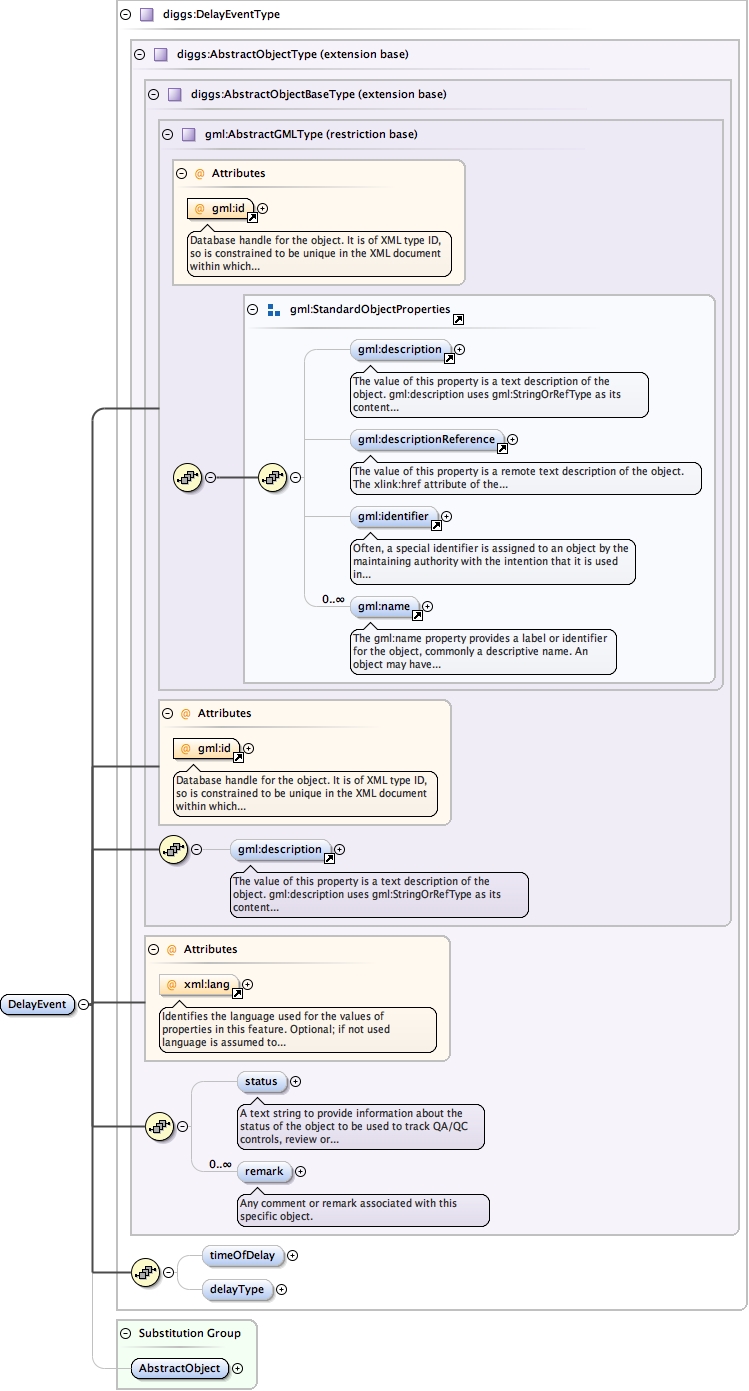 diggs:DelayEventType
diggs:AbstractObjectType (extension base)
diggs:AbstractObjectBaseType (extension base)
gml:AbstractGMLType (restriction base)
@ Attributes
@ gml:id
Database handle for the object. It is of XML type ID,
so is constrained to be unique in the XML document
within which...
gml:StandardObjectProperties
gml:description
The value of this property is a text description of the
object. gml:description uses gml:StringOrRefType as its
content...
gml:descriptionReference
The value of this property is a remote text description of the object.
The xlink:href attribute of the...
gml:identifier
Often, a special identifier is assigned to an object by the
maintaining authority with the intention that it is used
in...
0..∞
gml:name
The gml:name property provides a label or identifier
for the object, commonly a descriptive name. An
object may have...
@ Attributes
@ gml:id
Database handle for the object. It is of XML type ID,
so is constrained to be unique in the XML document
within which...
gml:description
The value of this property is a text description of the
object. gml:description uses gml:StringOrRefType as its
content...
@ Attributes
@ xml:lang
DelayEvent
Identifies the language used for the values of
properties in this feature. Optional; if not used
language is assumed to...
status
A text string to provide information about the
status of the object to be used to track QA/QC
controls, review or...
0..∞
remark
Any comment or remark associated with this
specific object.
timeOfDelay
delayType
Substitution Group
AbstractObject